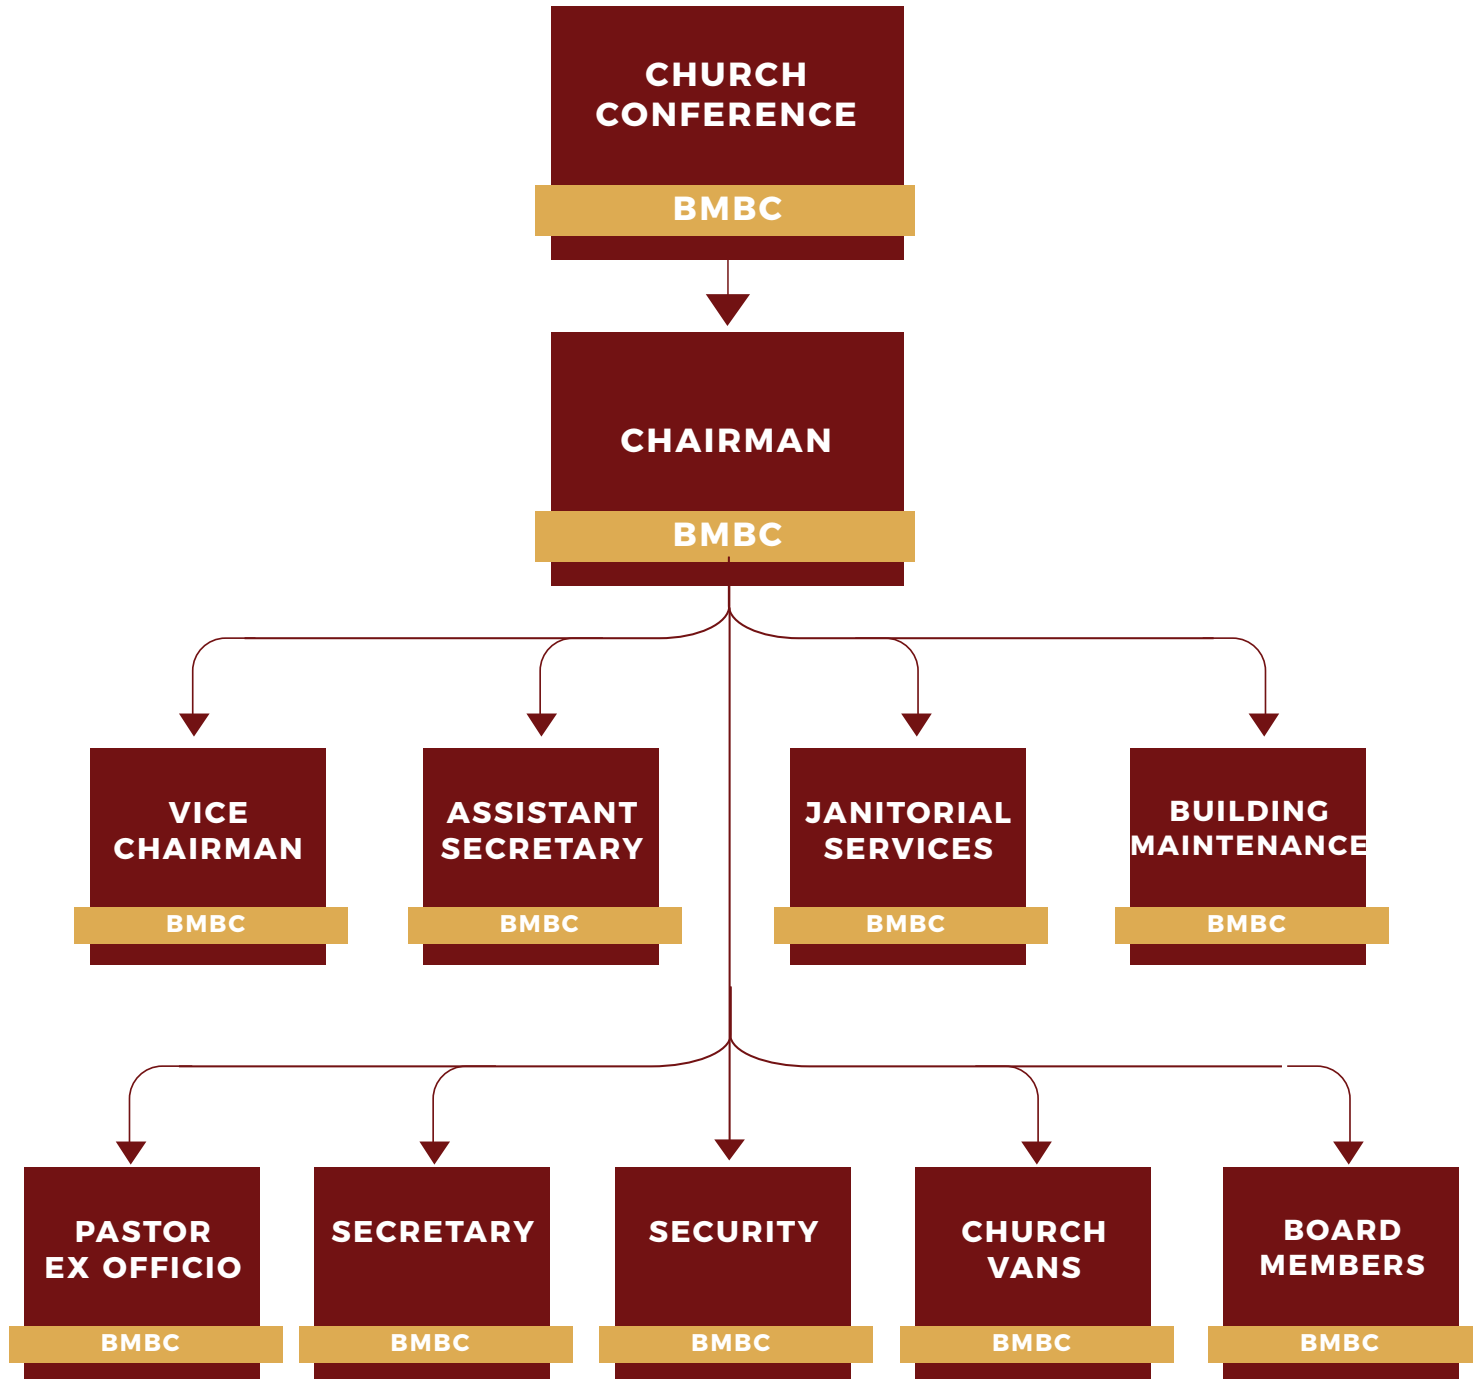 CHURCH
CONFERENCE
BMBC
CHAIRMAN
BMBC
VICE
CHAIRMAN
BMBC
ASSISTANT
SECRETARY
BMBC
JANITORIAL
SERVICES
BMBC
BUILDING
MAINTENANCE
BMBC
PASTOR
EX OFFICIO
BMBC
SECRETARY
BMBC
SECURITY
BMBC
CHURCH
VANS
BMBC
BOARD
MEMBERS
BMBC